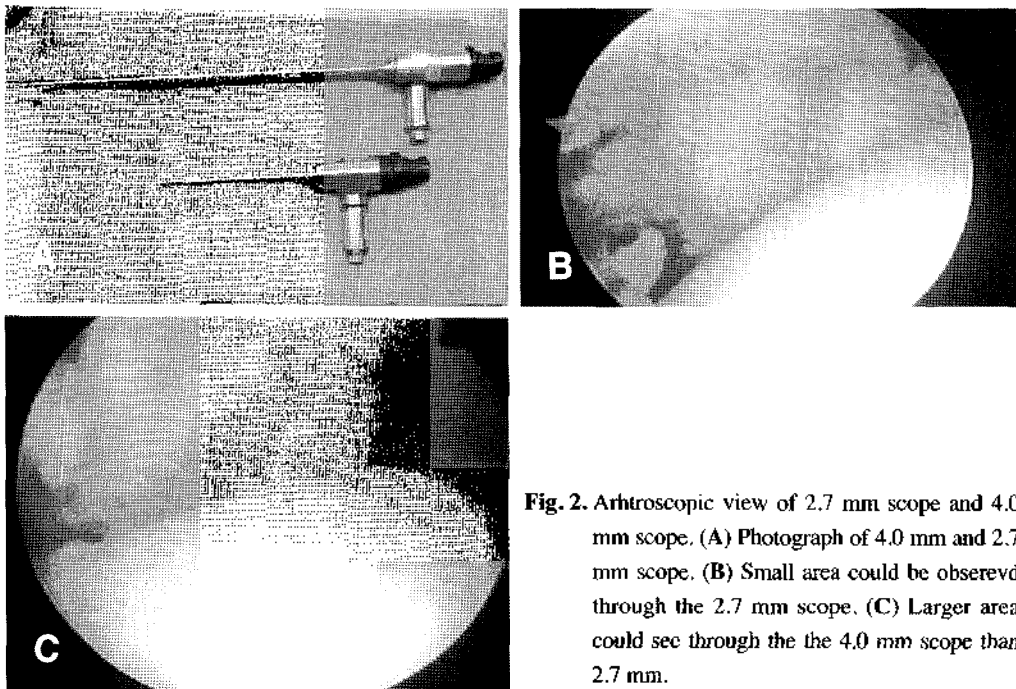 A
B
C
Fig. 2. Arhtroscopic view of 2.7 mm scope and 4.0
mm scope. (A) Photograph of 4.0 mm and 2.7
mm scope. (B) Small area could be obserevd
through the 2.7 mm scope. (C) Larger area
could sec through the the 4.0 mm scope than
2.7 mm.